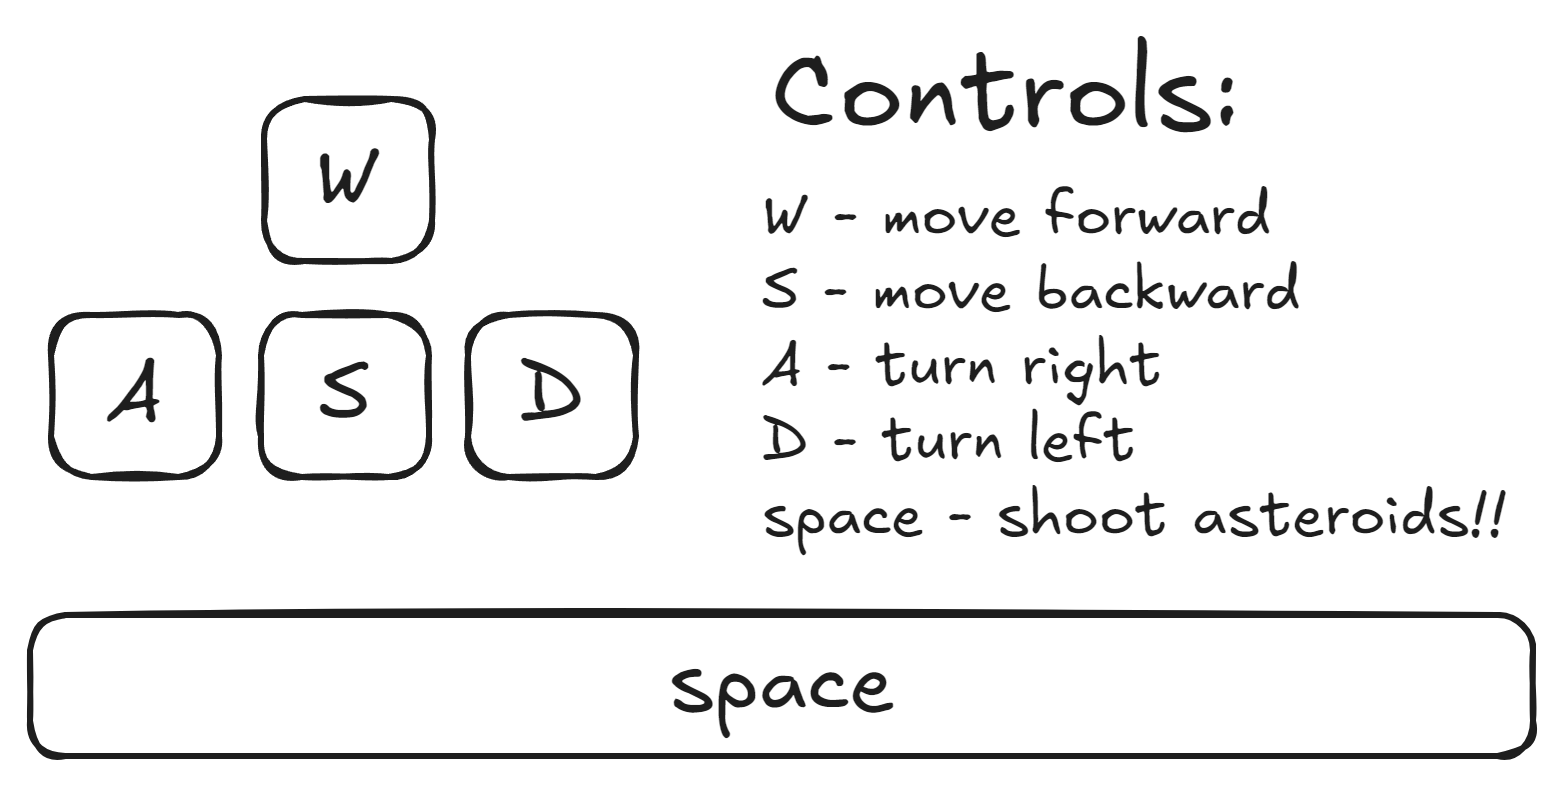 Controls:
W
W - move forward
S - move backward
A - turn right
A S D
D - turn left
space - shoot asteroids!!
space